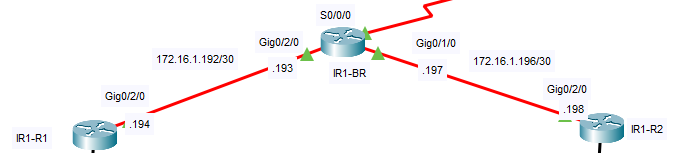 S0/0/0
Gig0/2/0
Gig0/1/0
172.16.1.192/30
172.16.1.196/30
.193
.197
IR1-BR
Gig0/2/0
Gig0/2/0
.194
.198
IR1-R1
IR1-R2